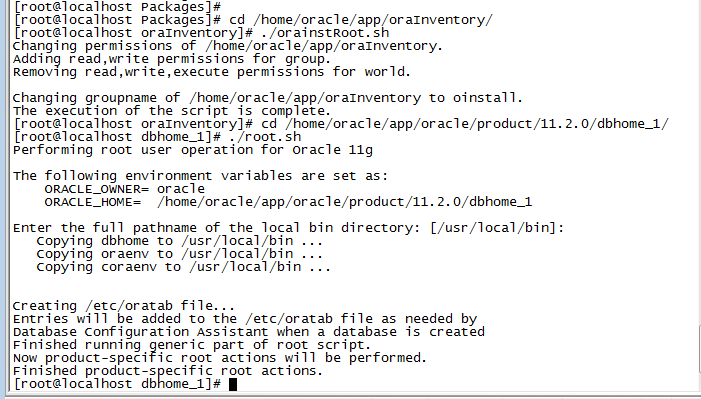 [root@localhost Packages]#
[root@localhost Packages]# cd /home/oracle/app/oraInventory/
[root@localhost oraInventory]# ./orainstRoot.sh
Changing permissions of /home/oracle/app/oraInventory.
Adding read,write permissions for group.
Removing read,write,execute permissions for world.
Changing groupname of /home/oracle/app/oraInventory to oinstall.
The execution of the script is complete.
[root@localhost oraInventory]# cd /home/oracle/app/oracle/product/11.2.0/dbhome_1/
[root@localhost dbhome_1]# ./root.sh
Performing root user operation for Oracle 11g
The following environment variables are set as:
    ORACLE_OWNER= oracle
    ORACLE_HOME=  /home/oracle/app/oracle/product/11.2.0/dbhome_1
Enter the full pathname of the local bin directory: [/usr/local/bin]:
   Copying dbhome to /usr/local/bin ...
   Copying oraenv to /usr/local/bin ...
   Copying coraenv to /usr/local/bin ...
Creating /etc/oratab file...
Entries will be added to the /etc/oratab file as needed by
Database Configuration Assistant when a database is created
Finished running generic part of root script.
Now product-specific root actions will be performed.
Finished product-specific root actions.
[root@localhost dbhome_1]#